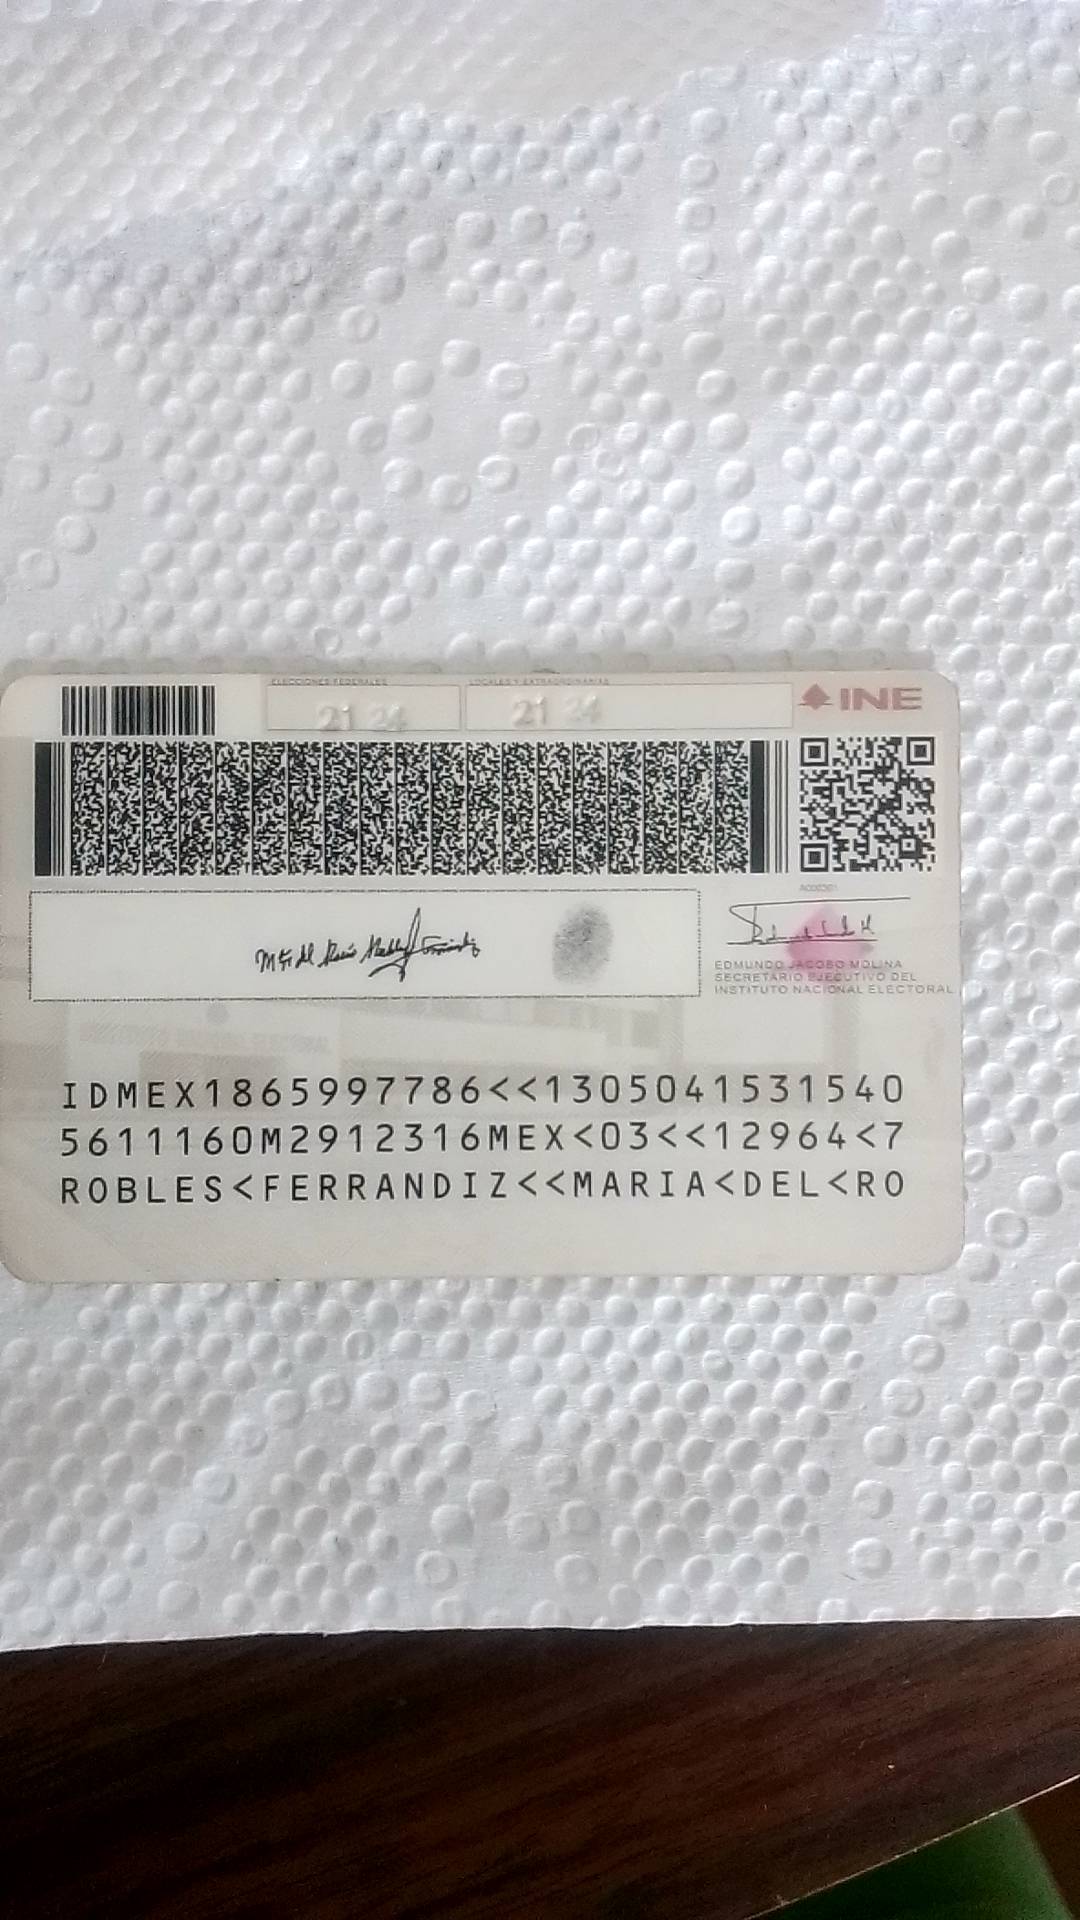 ELECCIONES FEDERALES
LOCALES Y EXTRAORDINARIAS
INE
21 24
21 24
EDMUNDO JACOBO MOLINA
SECRETARIO EJECUTIVO DEL
INSTITUTO NACIONAL ELECTORAL
IDMEX1865997786<<1305041531540
5611160M2912316MEX<03<<12964<7
ROBLES<FERRANDIZ<<MARIA<DEL<RO